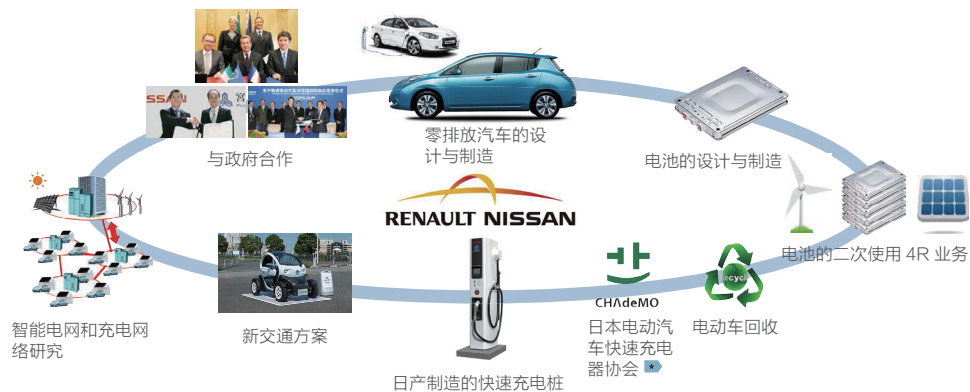 SSAN
宮
与政府合作
零排放汽车的设
计与制造
电池的设计与制造
RENAULT NISSAN
电池的二次使用 4R 业务
智能电网和充电网
络研究
新交通方案
日产制造的快速充电桩
CHAdeMO
日本电动汽
车快速充电
器协会 *
recycle
电动车回收